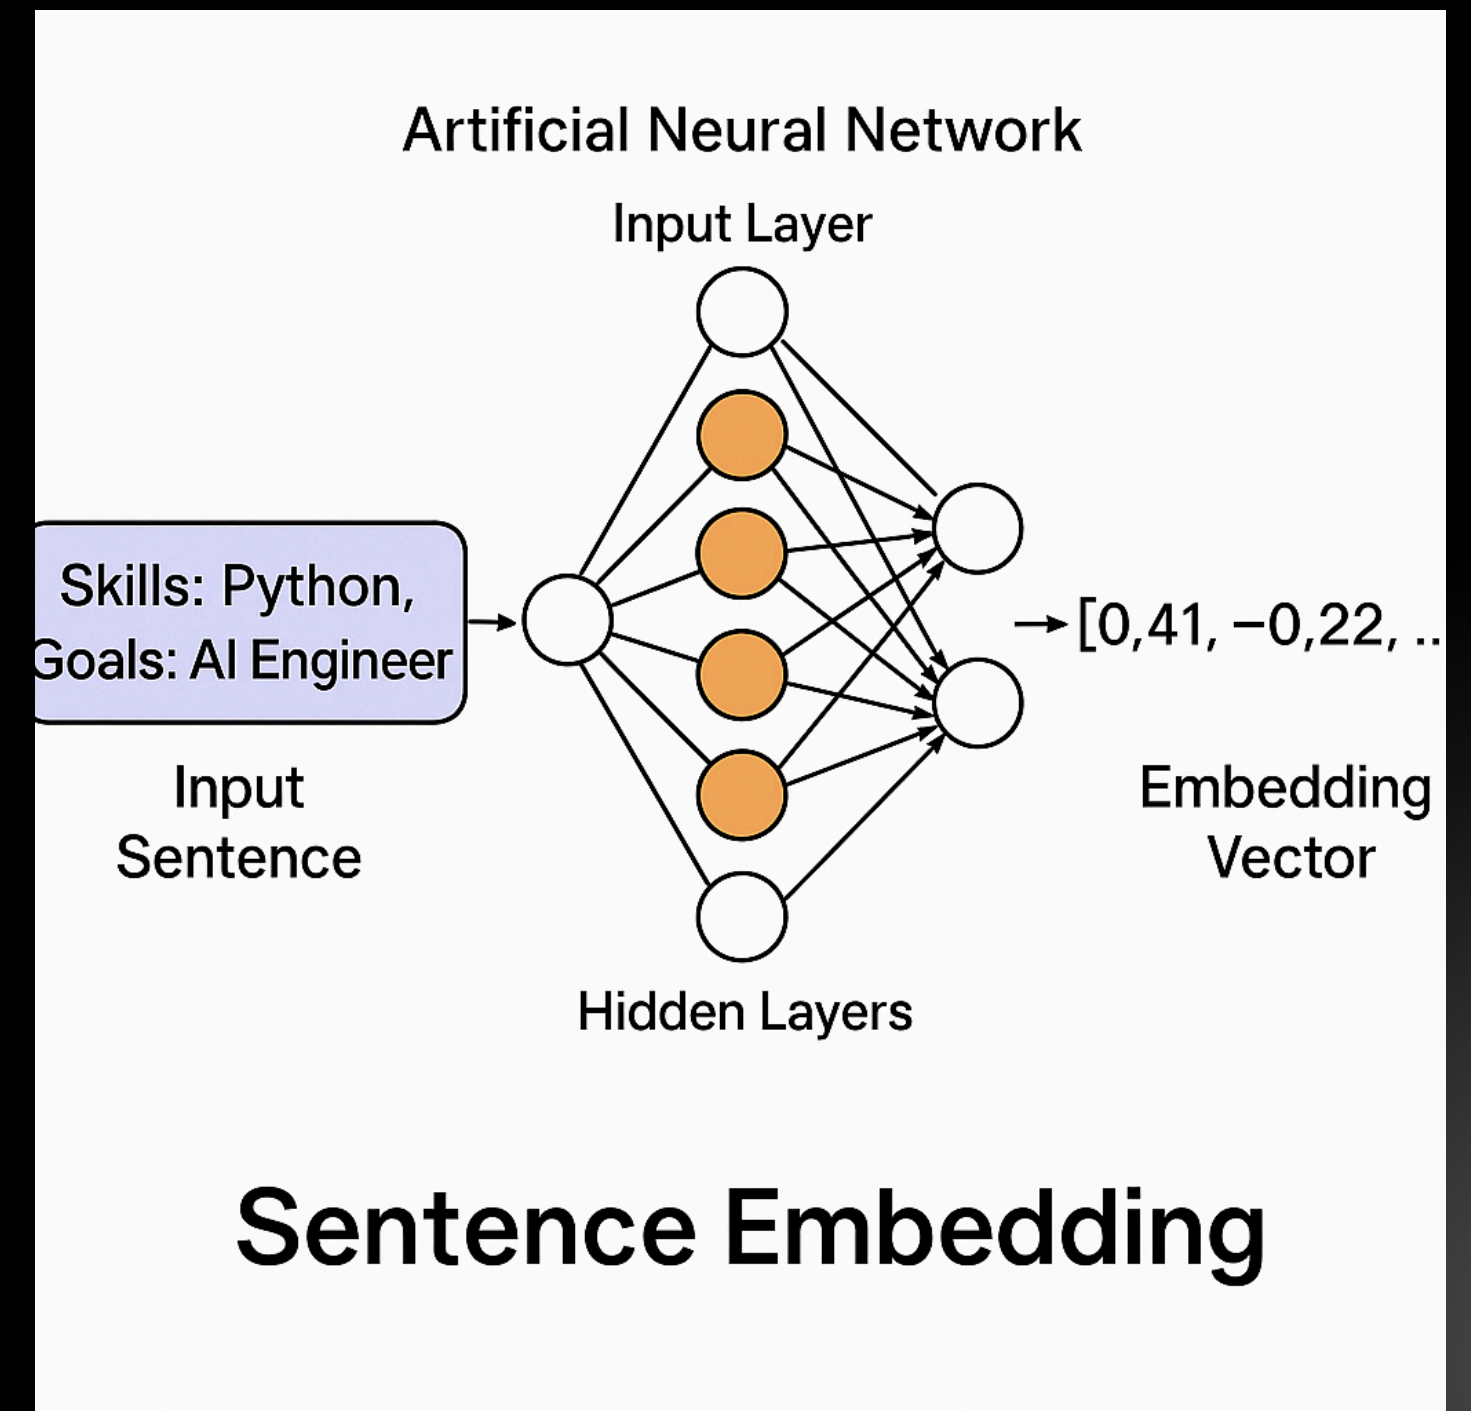 Artificial Neural Network
Input Layer
Skills: Python,
Goals: AI Engineer
[0,41, −0,22, ..
Input
Sentence
Embedding
Vector
Hidden Layers
Sentence Embedding